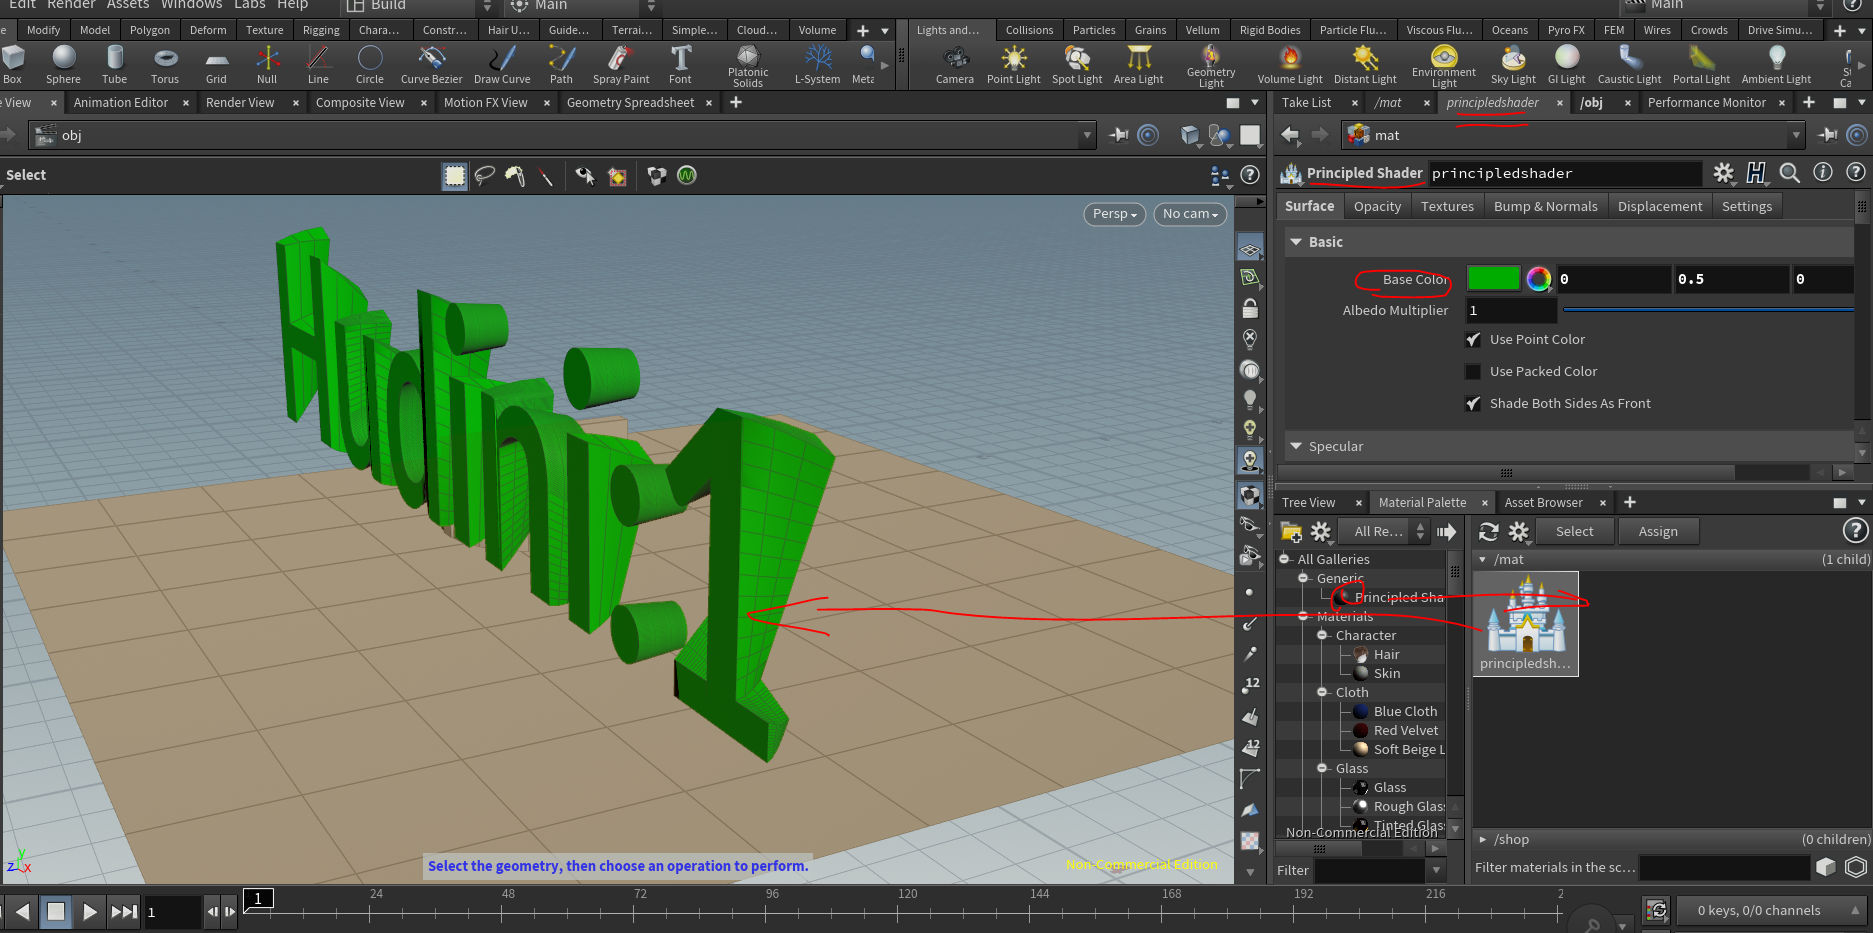 Edit Render Assets Windows Labs Help Build Main Main
Modify Model Polygon Deform Texture Rigging Chara... Constr... Hair U... Guide... Terrai... Simple... Cloud... Volume
Lights and... Collisions Particles Grains Vellum Rigid Bodies Particle Flu... Viscous Flu... Oceans Pyro FX FEM Wires Crowds Drive Simu...
Box Sphere Tube Torus Grid Null Line Circle Curve Bezier Draw Curve Path Spray Paint Font Platonic Solids L-System Meta
Camera Point Light Spot Light Area Light Geometry Light Volume Light Distant Light Environment Light Sky Light GI Light Caustic Light Portal Light Ambient Light
View Animation Editor Render View Composite View Motion FX View Geometry Spreadsheet
Take List /mat principledshader /obj Performance Monitor
obj
mat
Select
Principled Shader principledshader
Persp No cam
Surface Opacity Textures Bump & Normals Displacement Settings
Basic
Base Color 0 0.5 0
Albedo Multiplier 1
Use Point Color
Use Packed Color
Shade Both Sides As Front
Specular
Tree View Material Palette Asset Browser
All Re... Select Assign
All Galleries
Generic
Principled Sha
Materials
Character
Hair
Skin
Cloth
Blue Cloth
Red Velvet
Soft Beige L
Glass
Glass
Rough Glas
Tinted Glas
Non-Commercial Edition
Filter
/mat (1 child)
principledsh...
/shop (0 children)
Filter materials in the sc...
12
12
z y x
Select the geometry, then choose an operation to perform.
Non-Commercial Edition
1 1 24 48 72 96 120 144 168 192 216 2
0 keys, 0/0 channels